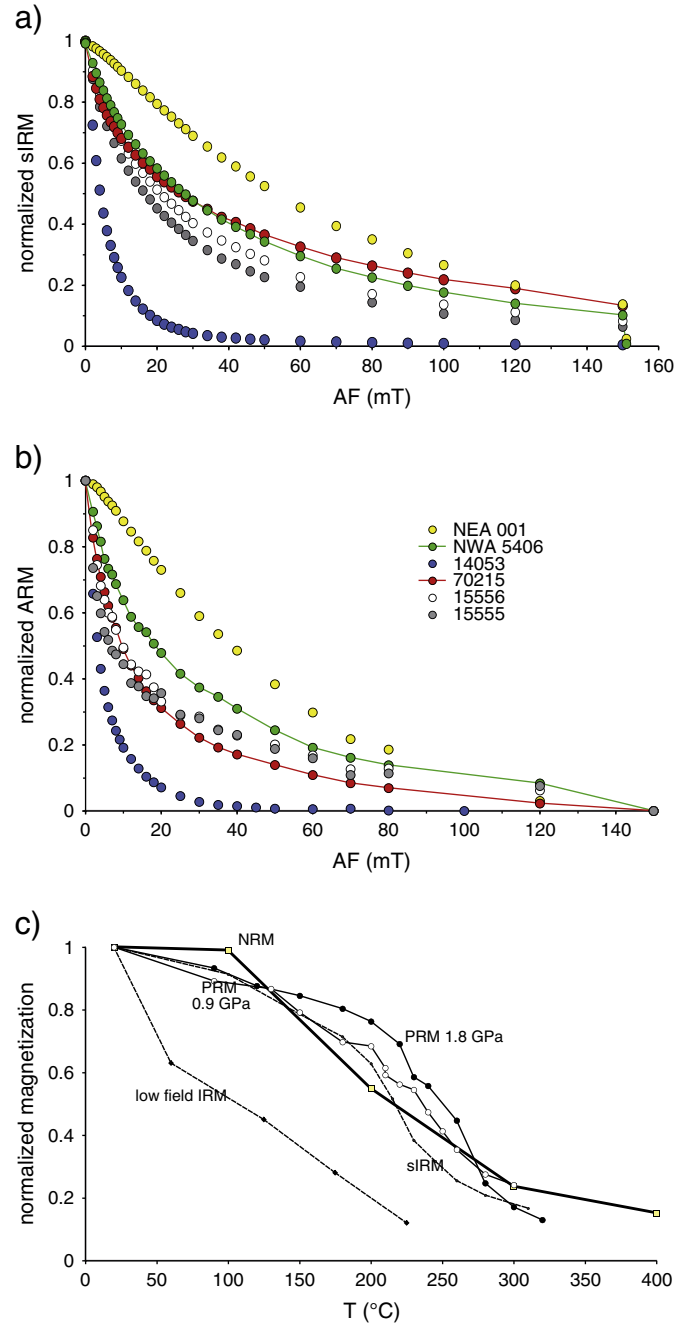 a)
1
0.8
0.6
0.4
0.2
0
normalized sIRM
0 20 40 60 80 100 120 140 160
AF (mT)
b)
1
0.8
0.6
0.4
0.2
0
normalized ARM
NEA 001
NWA 5406
14053
70215
15556
15555
0 20 40 60 80 100 120 140
AF (mT)
c)
1
0.8
0.6
0.4
0.2
0
normalized magnetization
NRM
PRM
0.9 GPa
PRM 1.8 GPa
low field IRM
sIRM
0 50 100 150 200 250 300 350 400
T (°C)